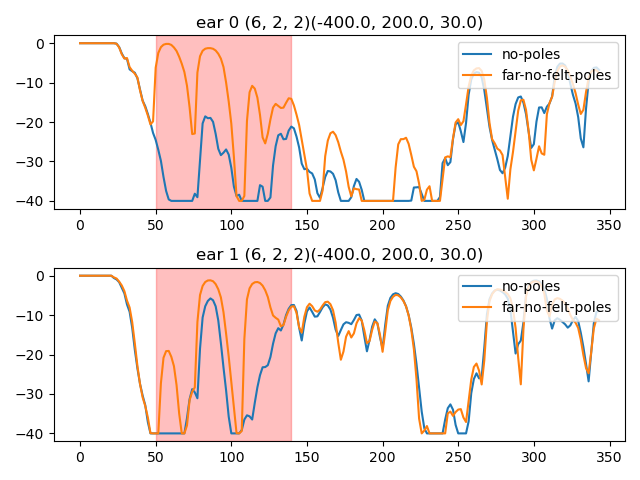 ear 0 (6, 2, 2)(-400.0, 200.0, 30.0)
0
−10
−20
−30
−40
no-poles
far-no-felt-poles
0 50 100 150 200 250 300 350
ear 1 (6, 2, 2)(-400.0, 200.0, 30.0)
0
−10
−20
−30
−40
no-poles
far-no-felt-poles
0 50 100 150 200 250 300 350